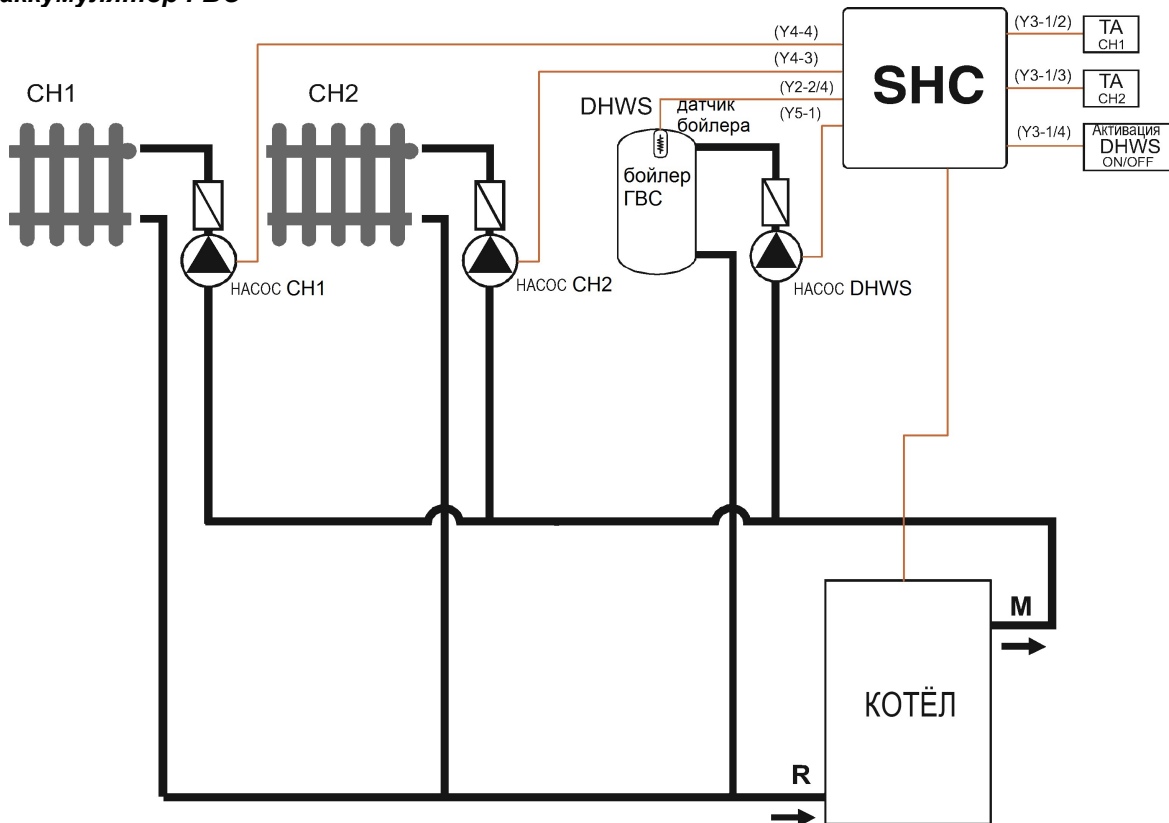 аккумулятор ГВС
(Y4-4)
(Y3-1/2)
TA
CH1
(Y4-3)
SHC
(Y3-1/3)
TA
CH2
CH1
CH2
DHWS
датчик
бойлера
(Y2-2/4)
(Y5-1)
(Y3-1/4)
Активация
DHWS
ON/OFF
бойлер
ГВС
НАСОС CH1
НАСОС CH2
НАСОС DHWS
M
КОТЁЛ
R